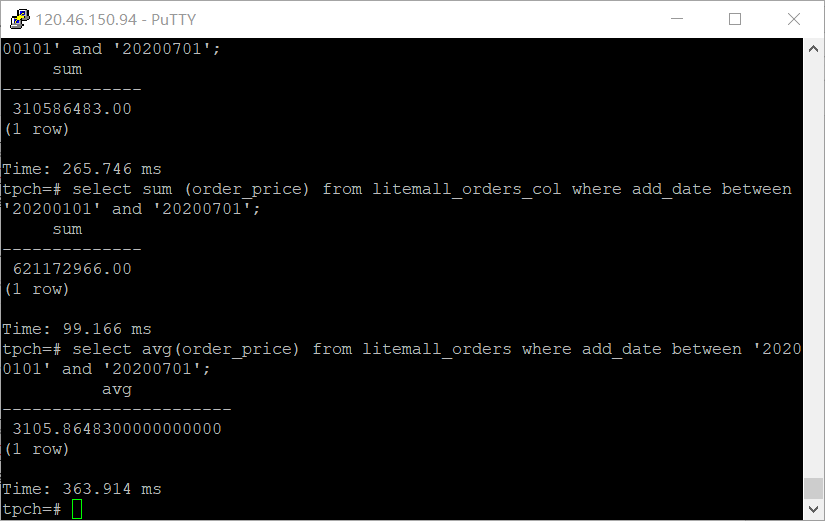 120.46.150.94 - PuTTY
00101' and '20200701';
     sum
--------------
 310586483.00
(1 row)

Time: 265.746 ms
tpch=# select sum (order_price) from litemall_orders_col where add_date between
'20200101' and '20200701';
     sum
--------------
 621172966.00
(1 row)

Time: 99.166 ms
tpch=# select avg(order_price) from litemall_orders where add_date between '2020
0101' and '20200701';
          avg
-----------------------
 3105.8648300000000000
(1 row)

Time: 363.914 ms
tpch=#